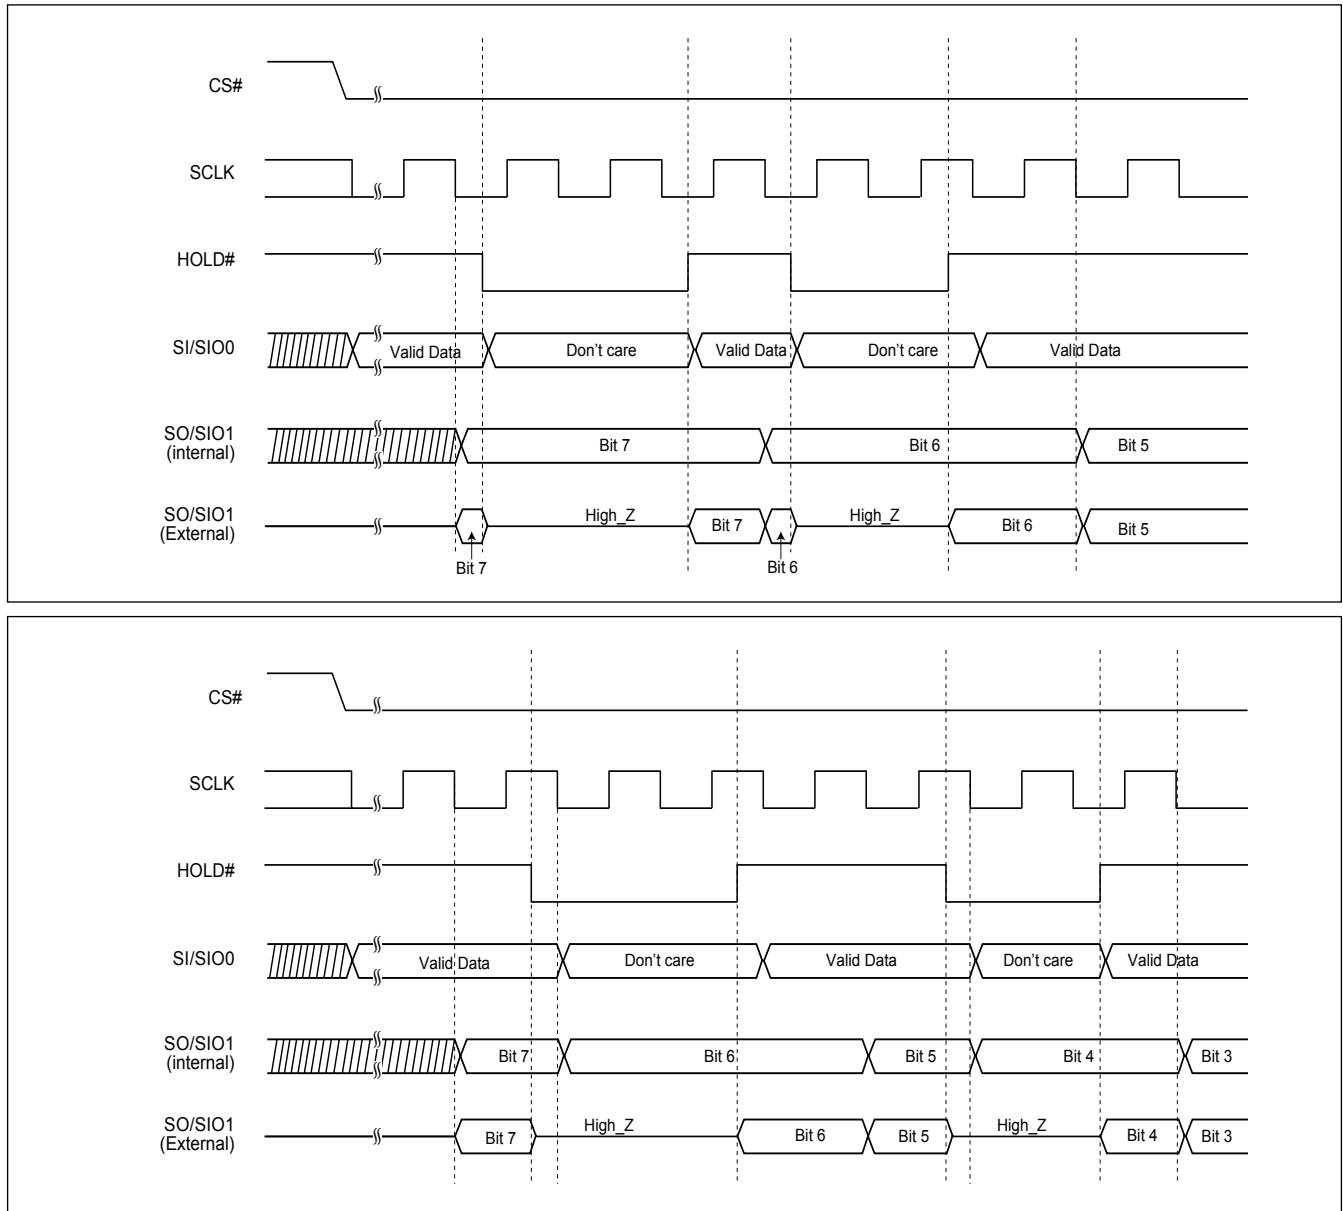 CS#
SCLK
HOLD#
SI/SIO0
Valid Data
Don't care
Valid Data
Don't care
Valid Data
SO/SIO1
(internal)
Bit 7
Bit 6
Bit 5
SO/SIO1
(External)
High_Z
Bit 7
High_Z
Bit 6
Bit 5
Bit 7
Bit 6
CS#
SCLK
HOLD#
SI/SIO0
Valid Data
Don't care
Valid Data
Don't care
Valid Data
SO/SIO1
(internal)
Bit 7
Bit 6
Bit 5
Bit 4
Bit 3
SO/SIO1
(External)
Bit 7
High_Z
Bit 6
Bit 5
High_Z
Bit 4
Bit 3